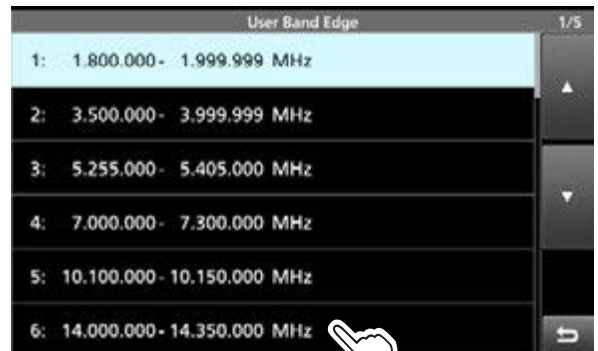 User Band Edge 1/5
1: 1.800.000 - 1.999.999 MHz
2: 3.500.000 - 3.999.999 MHz
3: 5.255.000 - 5.405.000 MHz
4: 7.000.000 - 7.300.000 MHz
5: 10.100.000 - 10.150.000 MHz
6: 14.000.000 - 14.350.000 MHz